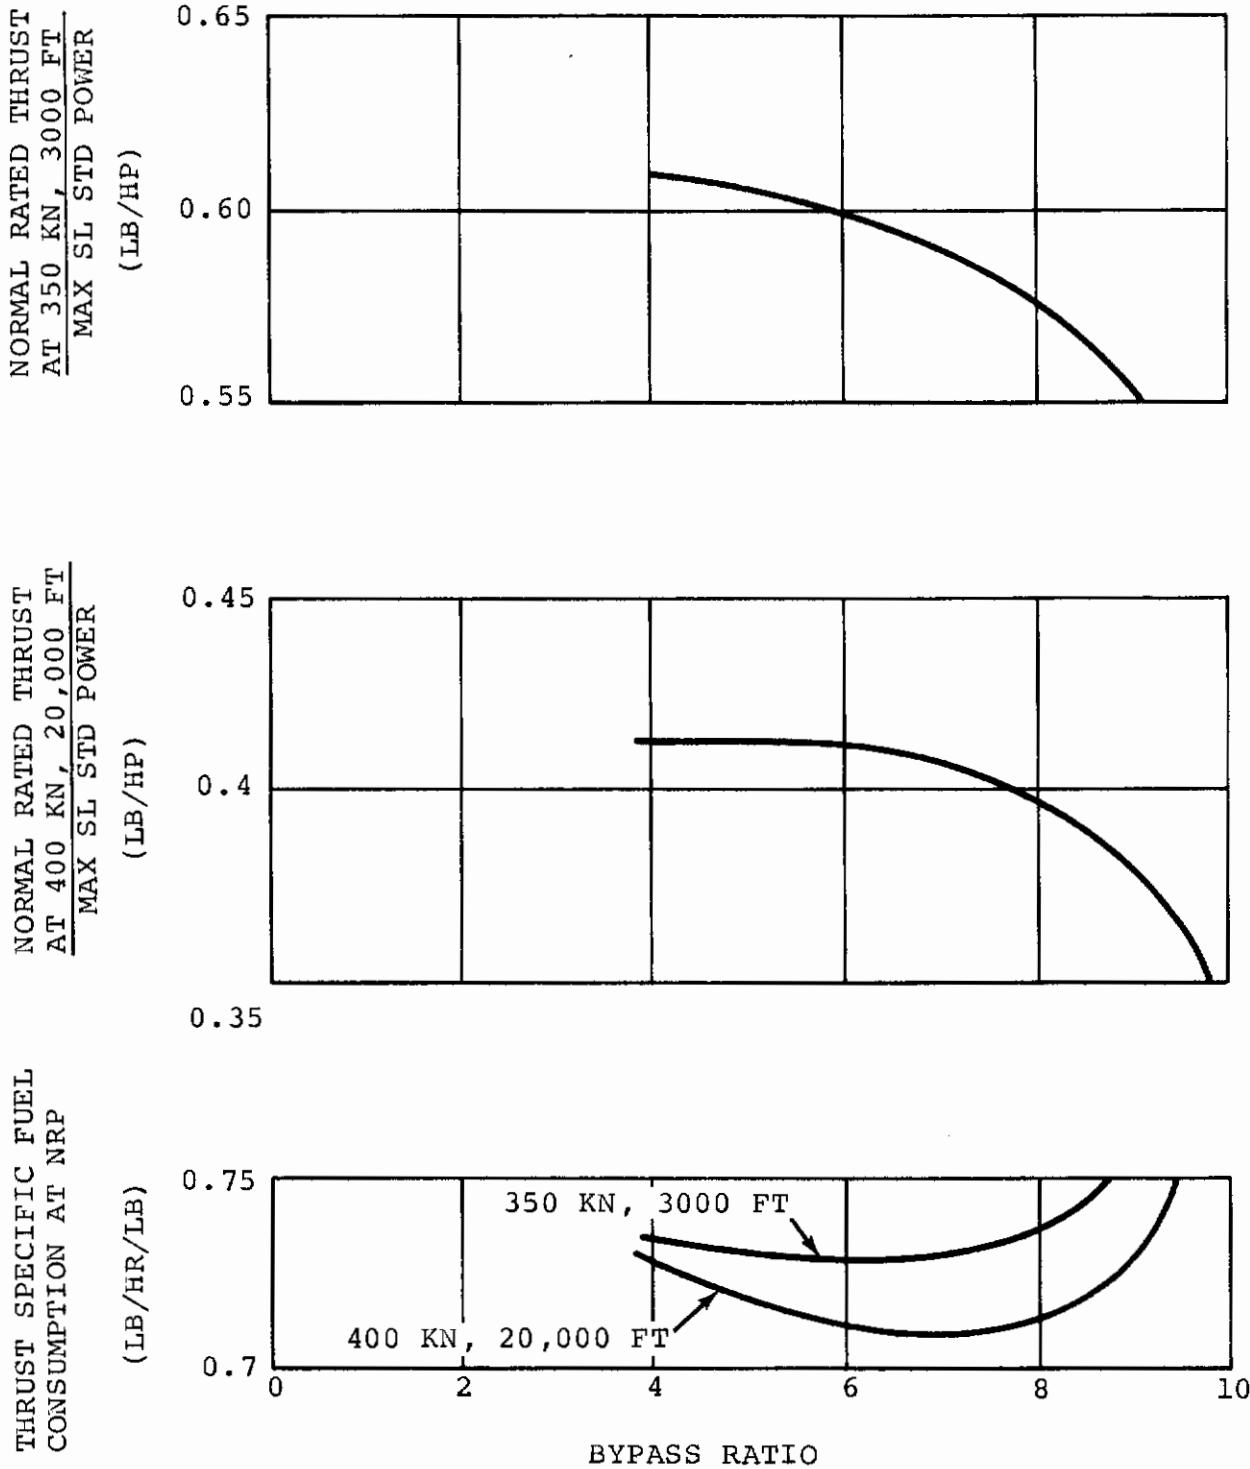 NORMAL RATED THRUST
AT 350 KN, 3000 FT
MAX SL STD POWER
(LB/HP)
0.65
0.60
0.55
NORMAL RATED THRUST
AT 400 KN, 20,000 FT
MAX SL STD POWER
(LB/HP)
0.45
0.4
0.35
THRUST SPECIFIC FUEL
CONSUMPTION AT NRP
(LB/HR/LB)
0.75
350 KN, 3000 FT
400 KN, 20,000 FT
0.7
0 2 4 6 8 10
BYPASS RATIO